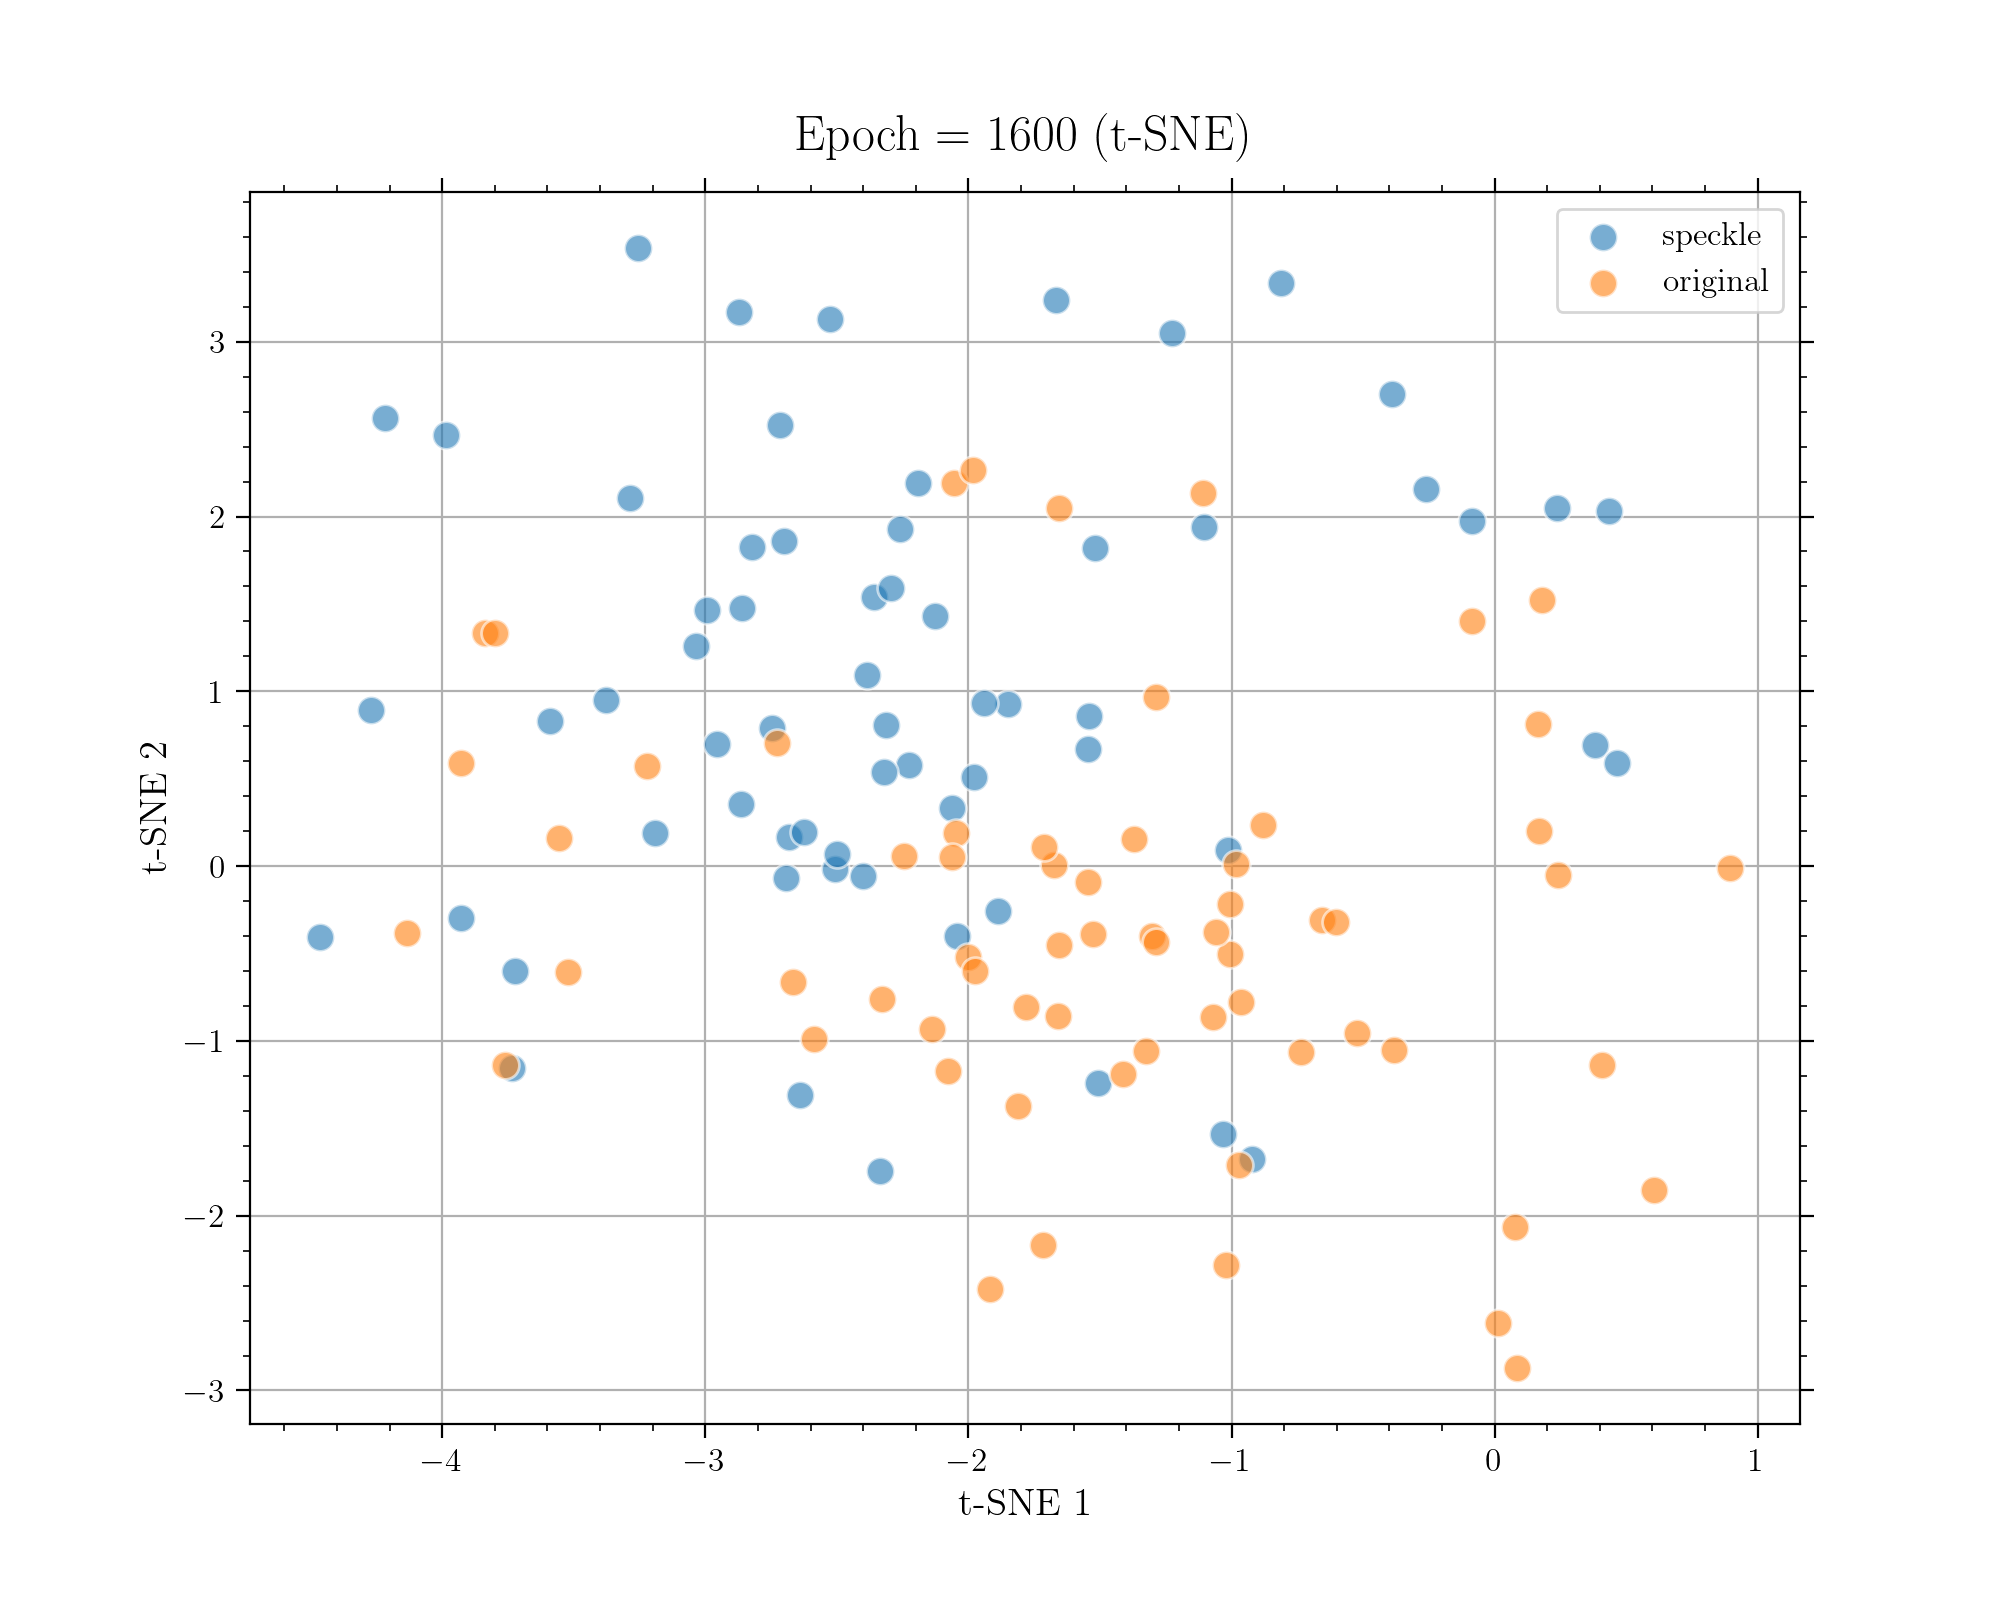 Epoch = 1600 (t-SNE)
speckle
original
3
2
1
0
−1
−2
−3
t-SNE 2
−4
−3
−2
−1
0
1
t-SNE 1